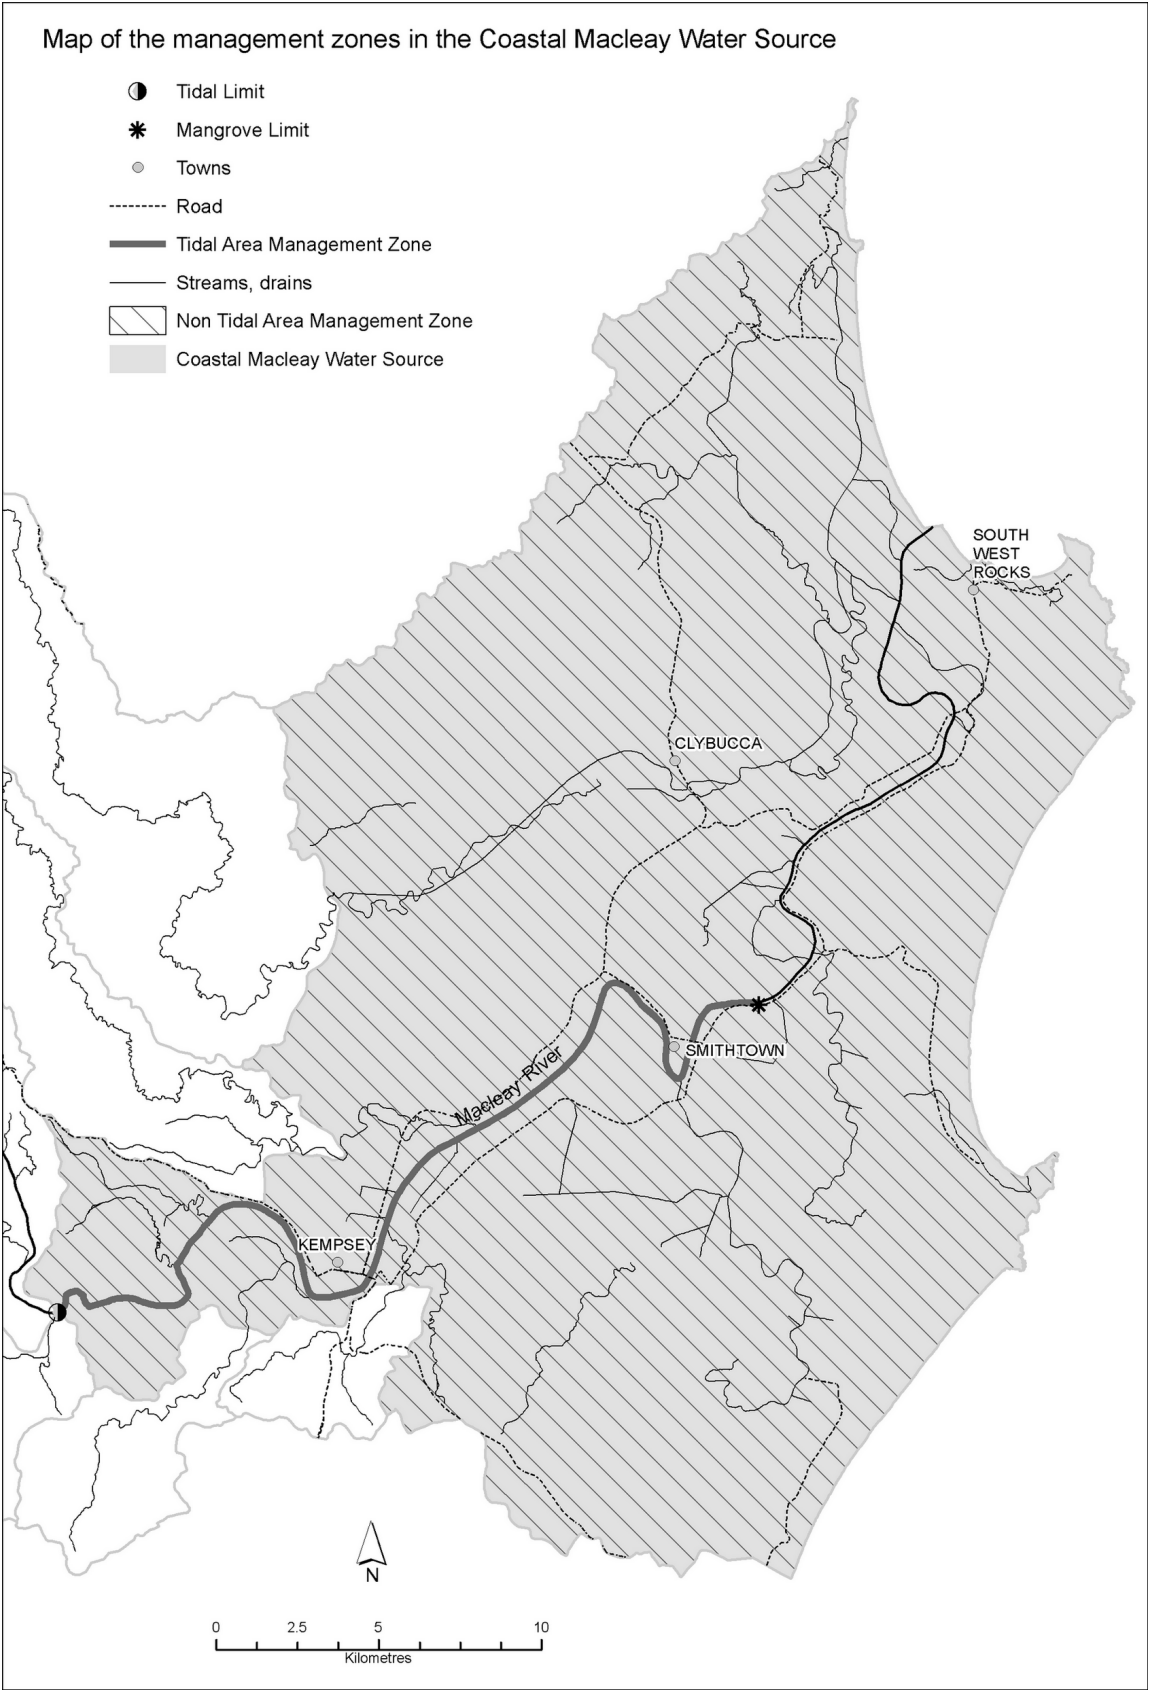 Map of the management zones in the Coastal Macleay Water Source
Tidal Limit
Mangrove Limit
Towns
Road
Tidal Area Management Zone
Streams, drains
Non Tidal Area Management Zone
Coastal Macleay Water Source
SOUTH
WEST
ROCKS
CLYBUCCA
SMITHTOWN
Macleay River
KEMPSEY
N
0 2.5 5 10
Kilometres